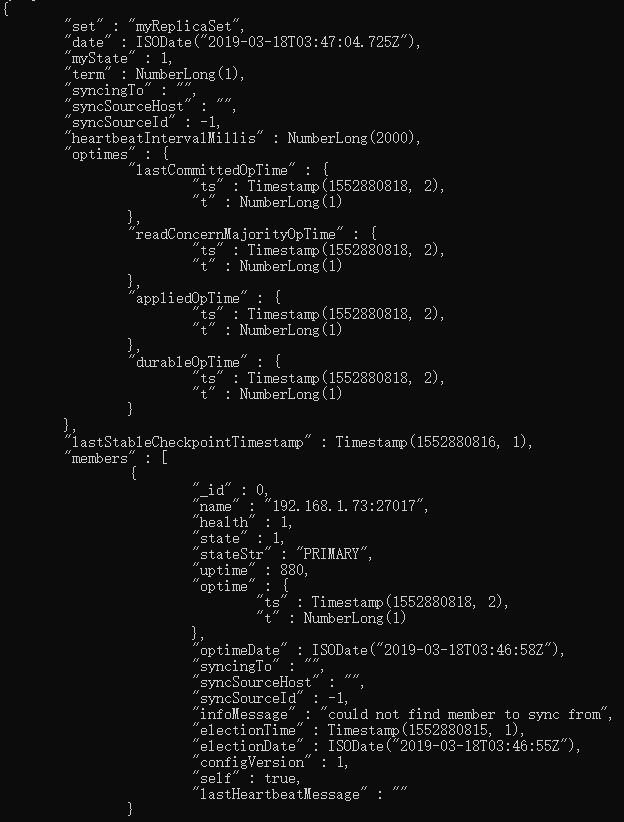 {
"set" : "myReplicaSet",
"date" : ISODate("2019-03-18T03:47:04.725Z"),
"myState" : 1,
"term" : NumberLong(1),
"syncingTo" : "",
"syncSourceHost" : "",
"syncSourceId" : -1,
"heartbeatIntervalMillis" : NumberLong(2000),
"optimes" : {
"lastCommittedOpTime" : {
"ts" : Timestamp(1552880818, 2),
"t" : NumberLong(1)
},
"readConcernMajorityOpTime" : {
"ts" : Timestamp(1552880818, 2),
"t" : NumberLong(1)
},
"appliedOpTime" : {
"ts" : Timestamp(1552880818, 2),
"t" : NumberLong(1)
},
"durableOpTime" : {
"ts" : Timestamp(1552880818, 2),
"t" : NumberLong(1)
}
},
"lastStableCheckpointTimestamp" : Timestamp(1552880816, 1),
"members" : [
{
"_id" : 0,
"name" : "192.168.1.73:27017",
"health" : 1,
"state" : 1,
"stateStr" : "PRIMARY",
"uptime" : 880,
"optime" : {
"ts" : Timestamp(1552880818, 2),
"t" : NumberLong(1)
},
"optimeDate" : ISODate("2019-03-18T03:46:58Z"),
"syncingTo" : "",
"syncSourceHost" : "",
"syncSourceId" : -1,
"infoMessage" : "could not find member to sync from",
"electionTime" : Timestamp(1552880815, 1),
"electionDate" : ISODate("2019-03-18T03:46:55Z"),
"configVersion" : 1,
"self" : true,
"lastHeartbeatMessage" : ""
}